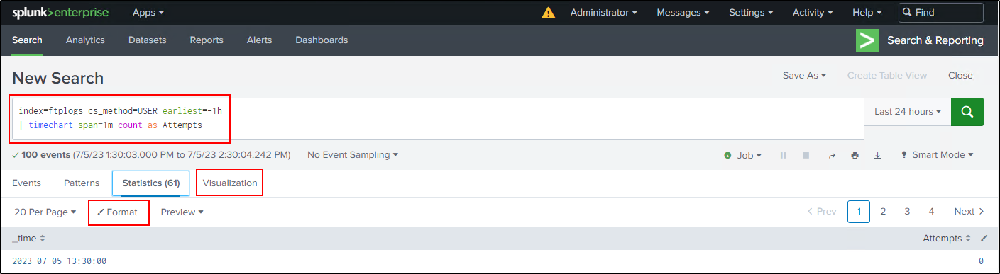 splunk>enterprise Apps Administrator Messages Settings Activity Help Find
Search Analytics Datasets Reports Alerts Dashboards > Search & Reporting
New Search Save As Create Table View Close
index=ftplogs cs_method=USER earliest=-1h
| timechart span=1m count as Attempts
Last 24 hours
✓ 100 events (7/5/23 1:30:03.000 PM to 7/5/23 2:30:04.242 PM) No Event Sampling Job Smart Mode
Events Patterns Statistics (61) Visualization
20 Per Page Format Preview < Prev 1 2 3 4 Next >
_time Attempts
2023-07-05 13:30:00 0